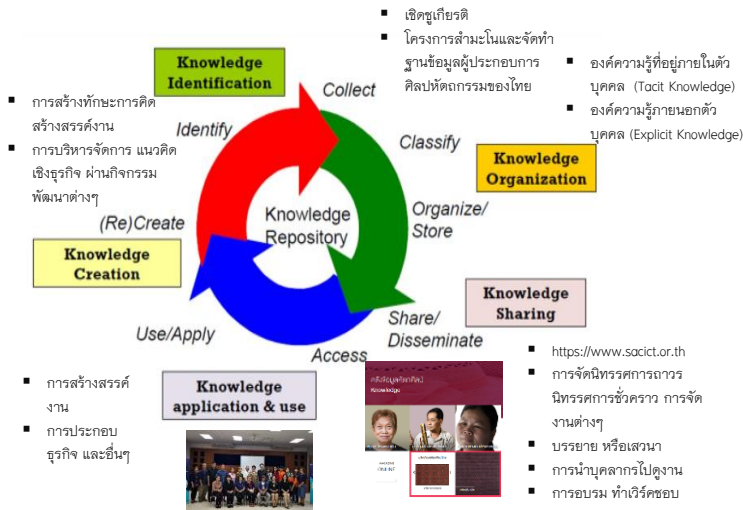 ▪ เชิดชูเกียรติ
▪ โครงการสำมะโนและจัดทำ
ฐานข้อมูลผู้ประกอบการ
ศิลปหัตถกรรมของไทย
▪ องค์ความรู้ที่อยู่ภายในตัว
บุคคล (Tacit Knowledge)
▪ องค์ความรู้ภายนอกตัว
บุคคล (Explicit Knowledge)
Knowledge
Identification
Collect
▪ การสร้างทักษะการคิด
สร้างสรรค์งาน
▪ การบริหารจัดการ แนวคิด
เชิงธุรกิจ ผ่านกิจกรรม
พัฒนาต่างๆ
Identify
Classify
Knowledge
Organization
(Re)Create
Knowledge
Repository
Organize/
Store
Knowledge
Creation
Knowledge
Sharing
Use/Apply
Share/
Disseminate
Access
▪ การสร้างสรรค์
งาน
▪ การประกอบ
ธุรกิจ และอื่นๆ
Knowledge
application & use
Knowledge
▪ https://www.sacict.or.th
▪ การจัดนิทรรศการถาวร
นิทรรศการชั่วคราว การจัด
งานต่างๆ
▪ บรรยาย หรือเสวนา
▪ การนำบุคลากรไปดูงาน
▪ การอบรม ทำเวิร์คชอบ